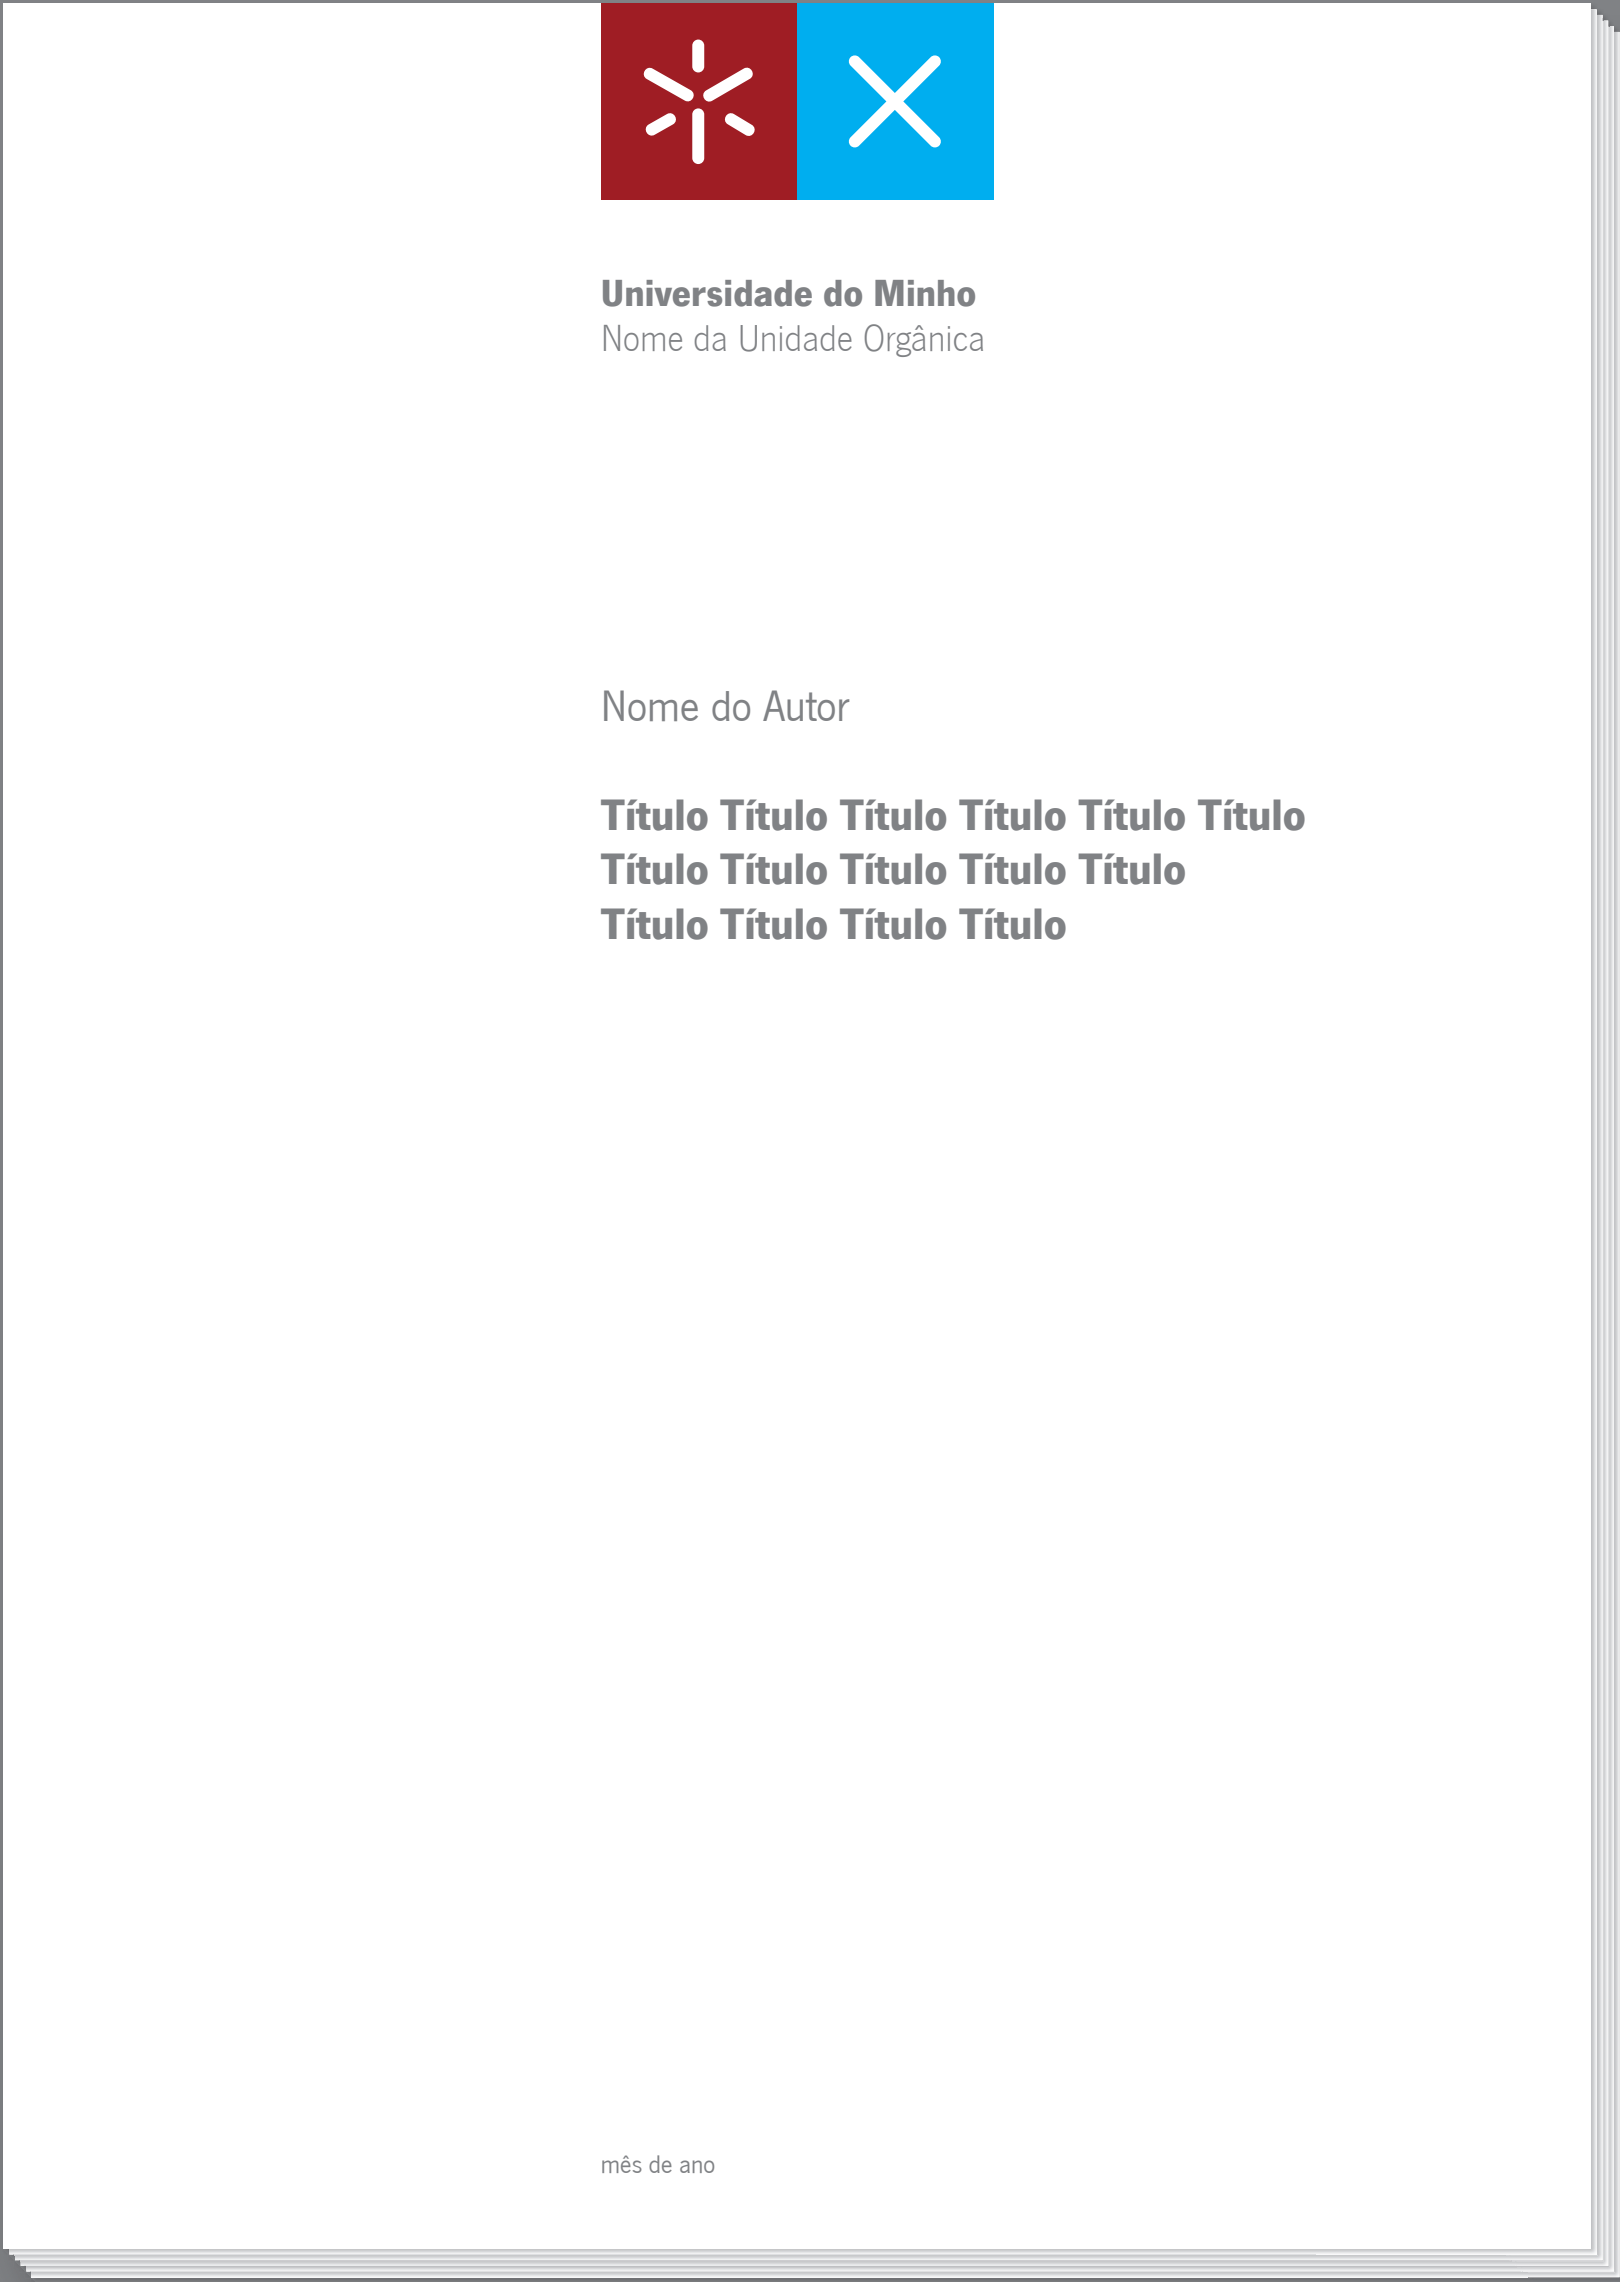 Universidade do Minho
Nome da Unidade Orgânica
Nome do Autor
Título Título Título Título Título Título
Título Título Título Título Título
Título Título Título Título
mês de ano